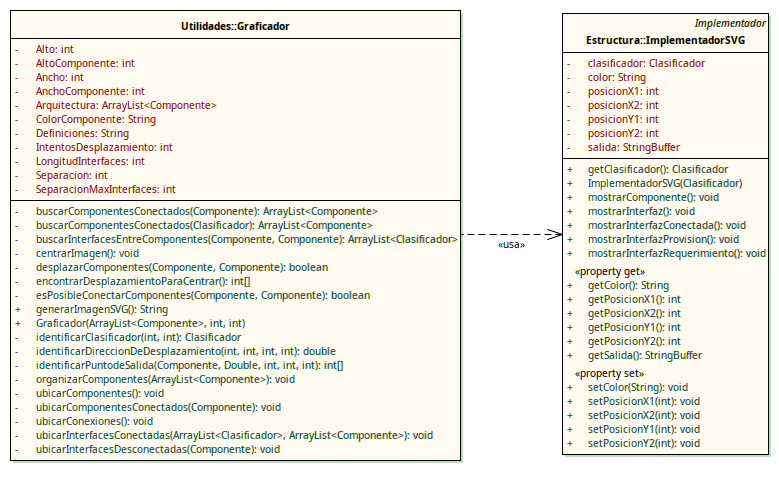 Utilidades::Graficador
- Alto: int
- AltoComponente: int
- Ancho: int
- AnchoComponente: int
- Arquitectura: ArrayList<Componente>
- ColorComponente: String
- Definiciones: String
- IntentosDesplazamiento: int
- LongitudInterfaces: int
- Separacion: int
- SeparacionMaxInterfaces: int
- buscarComponentesConectados(Componente): ArrayList<Componente>
- buscarComponentesConectados(Clasificador): ArrayList<Componente>
- buscarInterfacesEntreComponentes(Componente, Componente): ArrayList<Clasificador>
- centrarImagen(): void
- desplazarComponentes(Componente, Componente): boolean
- encontrarDesplazamientoParaCentrar(): int[]
- esPosibleConectarComponentes(Componente, Componente): boolean
+ generarImagenSVG(): String
+ Graficador(ArrayList<Componente>, int, int)
- identificarClasificador(int, int): Clasificador
- identificarDireccionDeDesplazamiento(int, int, int, int): double
- identificarPuntodeSalida(Componente, Double, int, int, int): int[]
- organizarComponentes(ArrayList<Componente>): void
- ubicarComponentes(): void
- ubicarComponentesConectados(Componente): void
- ubicarConexiones(): void
- ubicarInterfacesConectadas(ArrayList<Clasificador>, ArrayList<Componente>): void
- ubicarInterfacesDesconectadas(Componente): void
«usa»
Implementador
Estructura::ImplementadorSVG
- clasificador: Clasificador
- color: String
- posicionX1: int
- posicionX2: int
- posicionY1: int
- posicionY2: int
- salida: StringBuffer
+ getClasificador(): Clasificador
+ ImplementadorSVG(Clasificador)
+ mostrarComponente(): void
+ mostrarInterfaz(): void
+ mostrarInterfazConectada(): void
+ mostrarInterfazProvision(): void
+ mostrarInterfazRequerimiento(): void
«property get»
+ getColor(): String
+ getPosicionX1(): int
+ getPosicionX2(): int
+ getPosicionY1(): int
+ getPosicionY2(): int
+ getSalida(): StringBuffer
«property set»
+ setColor(String): void
+ setPosicionX1(int): void
+ setPosicionX2(int): void
+ setPosicionY1(int): void
+ setPosicionY2(int): void